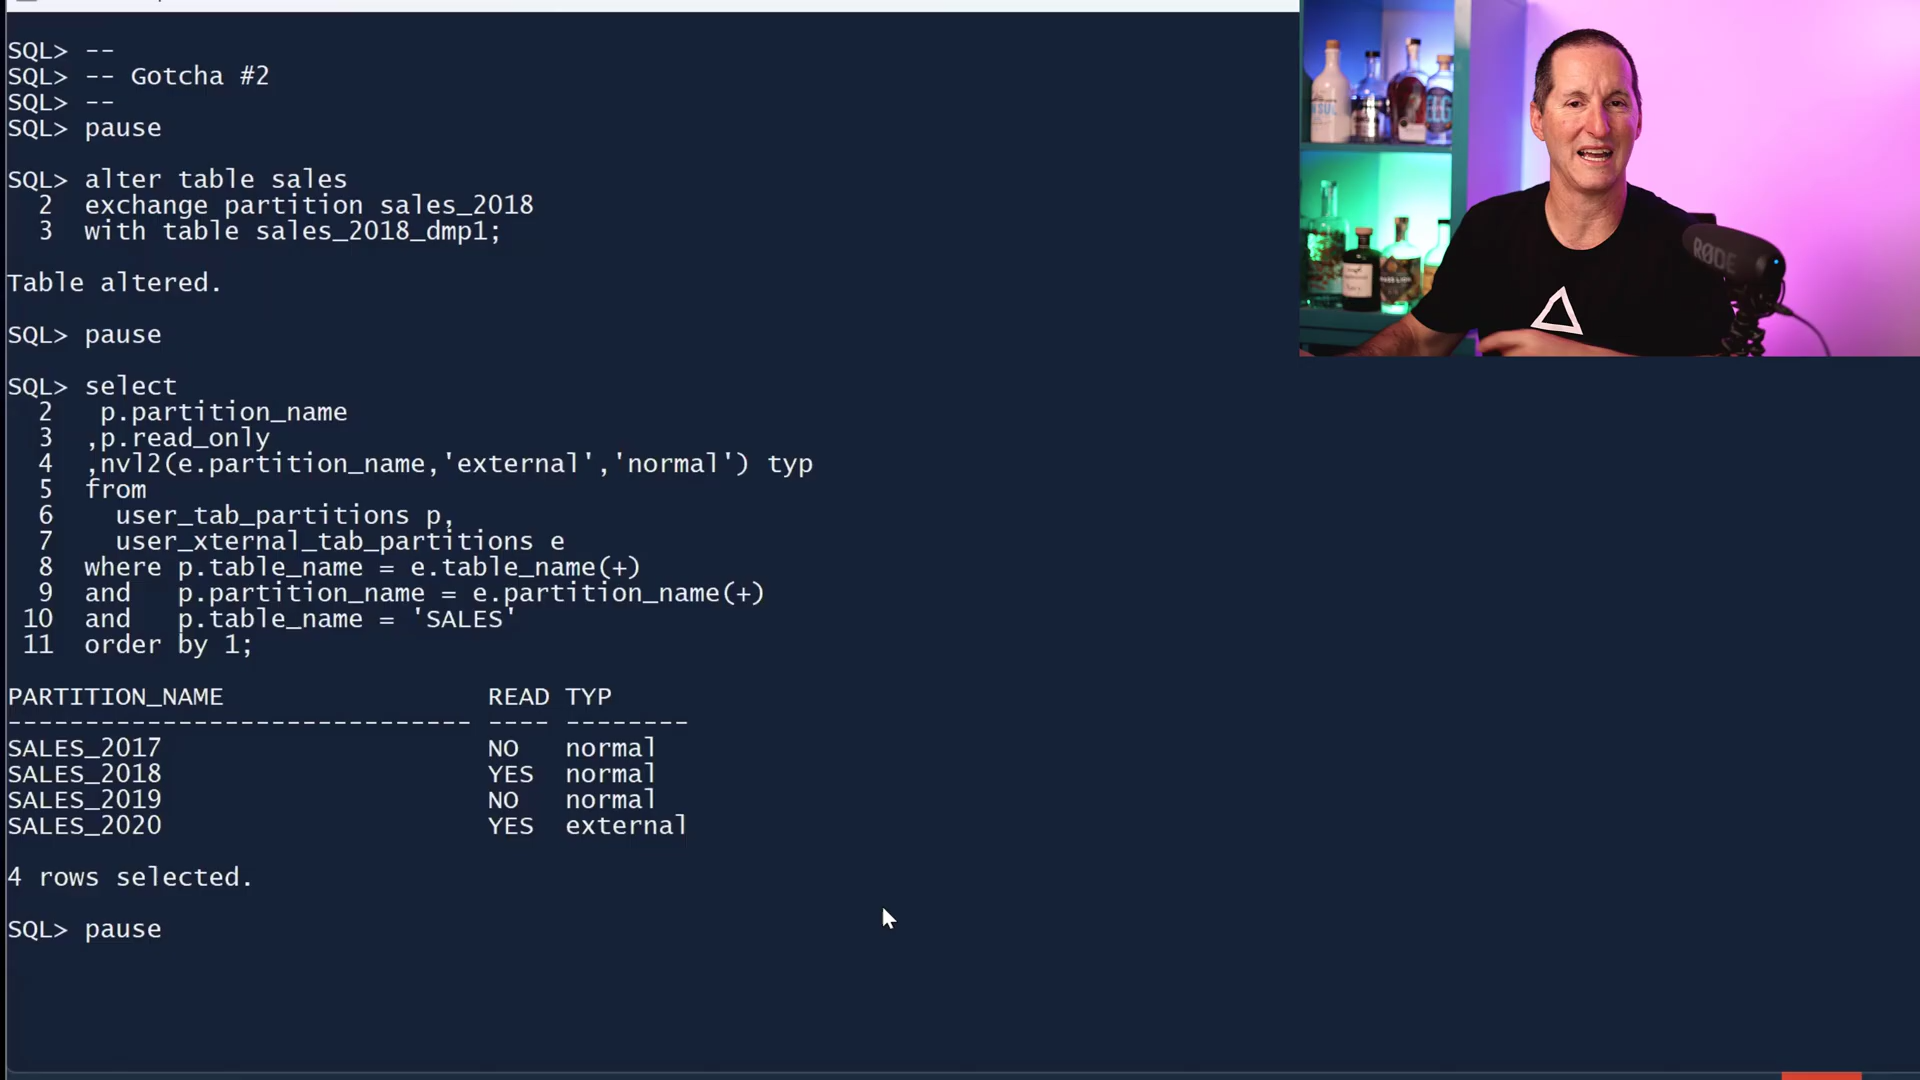 SQL> --
SQL> -- Gotcha #2
SQL> --
SQL> pause
SQL> alter table sales
2 exchange partition sales_2018
3 with table sales_2018_dmp1;
Table altered.
SQL> pause
SQL> select
2 p.partition_name
3 ,p.read_only
4 ,nvl2(e.partition_name,'external','normal') typ
5 from
6 user_tab_partitions p,
7 user_xternal_tab_partitions e
8 where p.table_name = e.table_name(+)
9 and p.partition_name = e.partition_name(+)
10 and p.table_name = 'SALES'
11 order by 1;
PARTITION_NAME READ TYP
------------------------------ ---- --------
SALES_2017 NO normal
SALES_2018 YES normal
SALES_2019 NO normal
SALES_2020 YES external
4 rows selected.
SQL> pause
RØDE